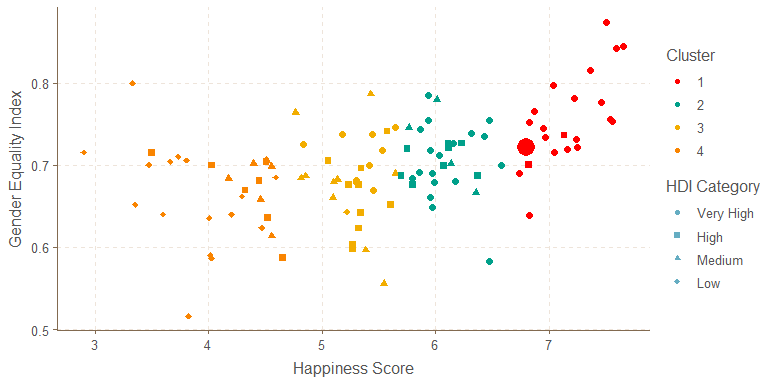 Gender Equality Index
0.8
0.7
0.6
0.5
3
4
5
6
7
Happiness Score
Cluster
1
2
3
4
HDI Category
Very High
High
Medium
Low